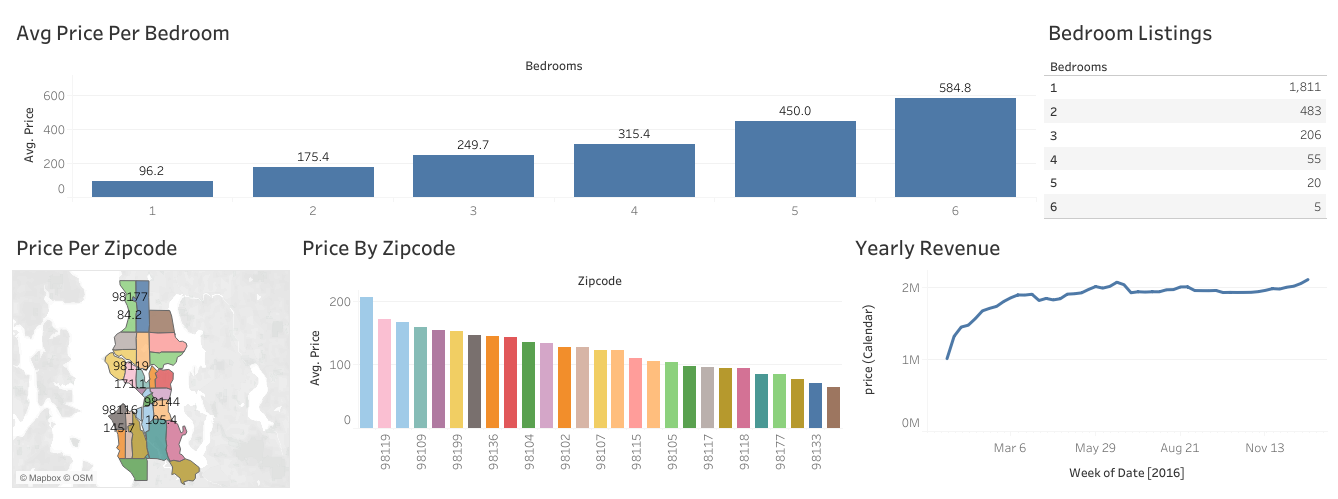 Avg Price Per Bedroom
Bedrooms
Avg. Price
600
400
200
0
96.2
175.4
249.7
315.4
450.0
584.8
1
2
3
4
5
6
Bedroom Listings
Bedrooms
1 1,811
2 483
3 206
4 55
5 20
6 5
Price Per Zipcode
98177
84.2
98119
171.1
98144
105.4
98116
145.7
© Mapbox © OSM
Price By Zipcode
Zipcode
Avg. Price
200
100
0
98119
98109
98199
98136
98104
98102
98107
98115
98105
98117
98118
98177
98133
Yearly Revenue
price (Calendar)
2M
1M
0M
Mar 6
May 29
Aug 21
Nov 13
Week of Date [2016]